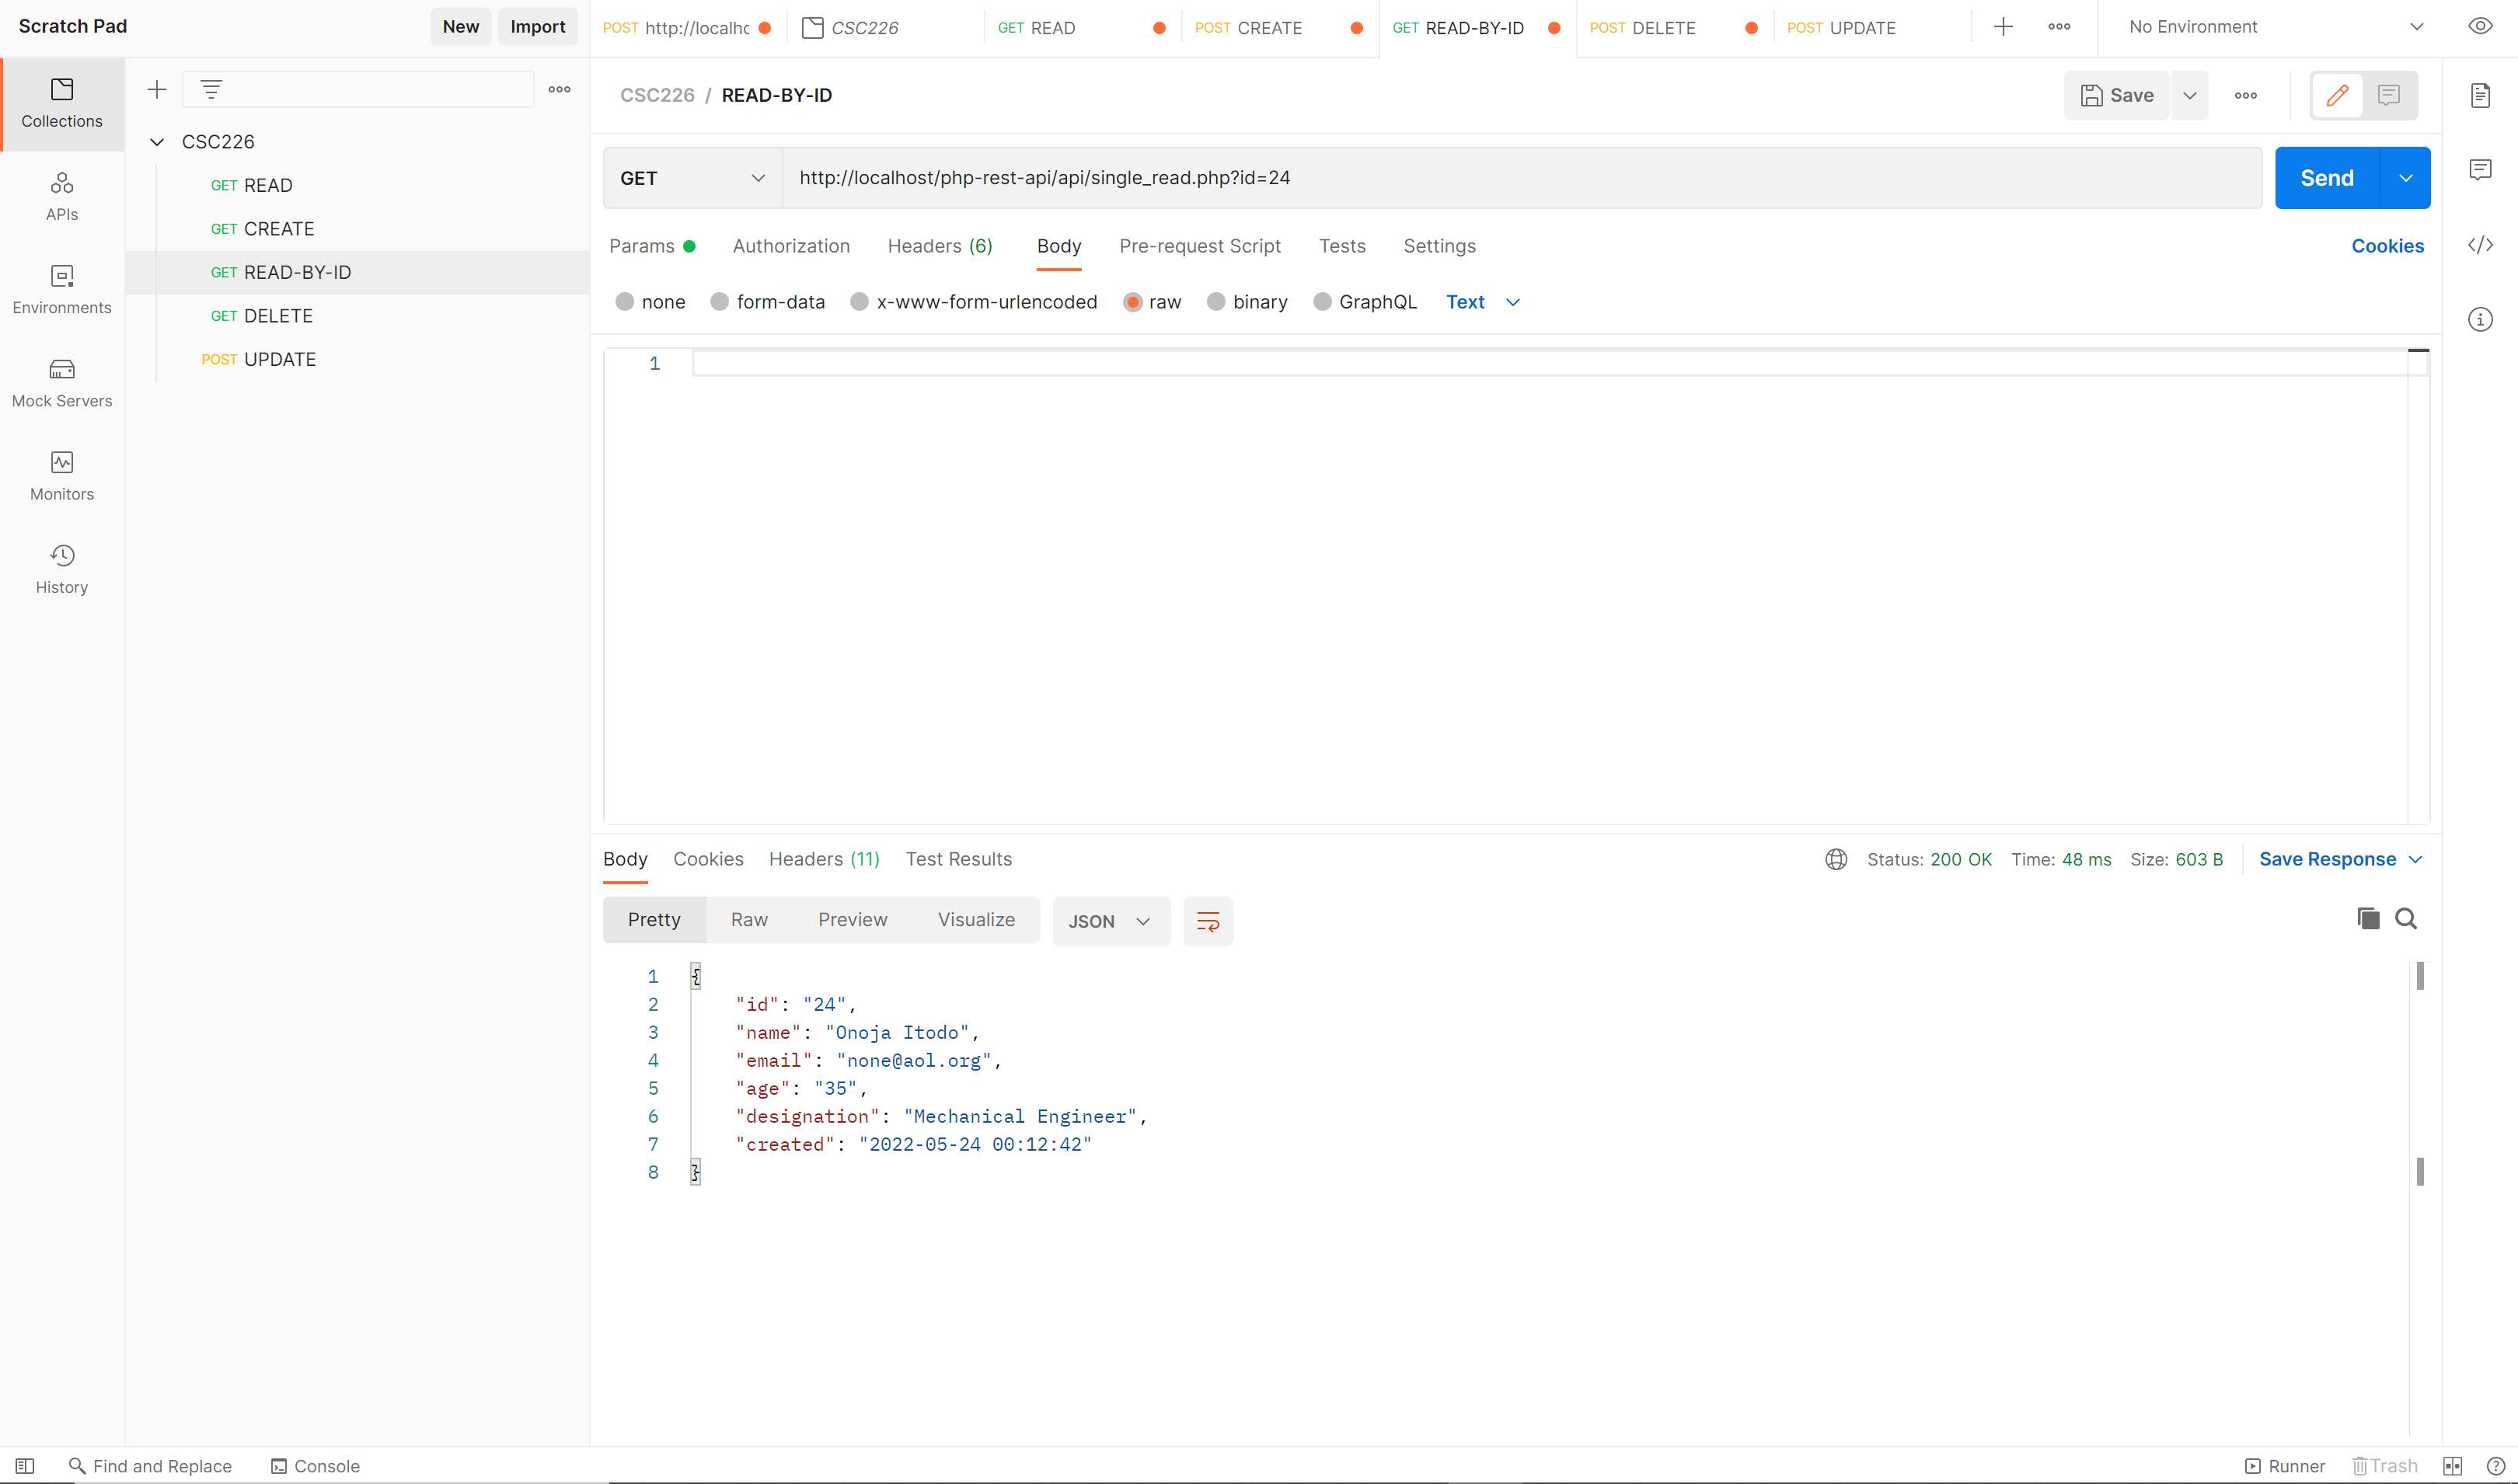 Scratch Pad
New
Import
POST http://localhc
CSC226
GET READ
POST CREATE
GET READ-BY-ID
POST DELETE
POST UPDATE
No Environment
Collections
APIs
Environments
Mock Servers
Monitors
History
CSC226
GET READ
GET CREATE
GET READ-BY-ID
GET DELETE
POST UPDATE
CSC226 / READ-BY-ID
Save
GET
http://localhost/php-rest-api/api/single_read.php?id=24
Send
Params
Authorization
Headers (6)
Body
Pre-request Script
Tests
Settings
Cookies
none
form-data
x-www-form-urlencoded
raw
binary
GraphQL
Text
1
Body
Cookies
Headers (11)
Test Results
Status: 200 OK
Time: 48 ms
Size: 603 B
Save Response
Pretty
Raw
Preview
Visualize
JSON
1 {
2 "id": "24",
3 "name": "Onoja Itodo",
4 "email": "none@aol.org",
5 "age": "35",
6 "designation": "Mechanical Engineer",
7 "created": "2022-05-24 00:12:42"
8 }
Find and Replace
Console
Runner
Trash